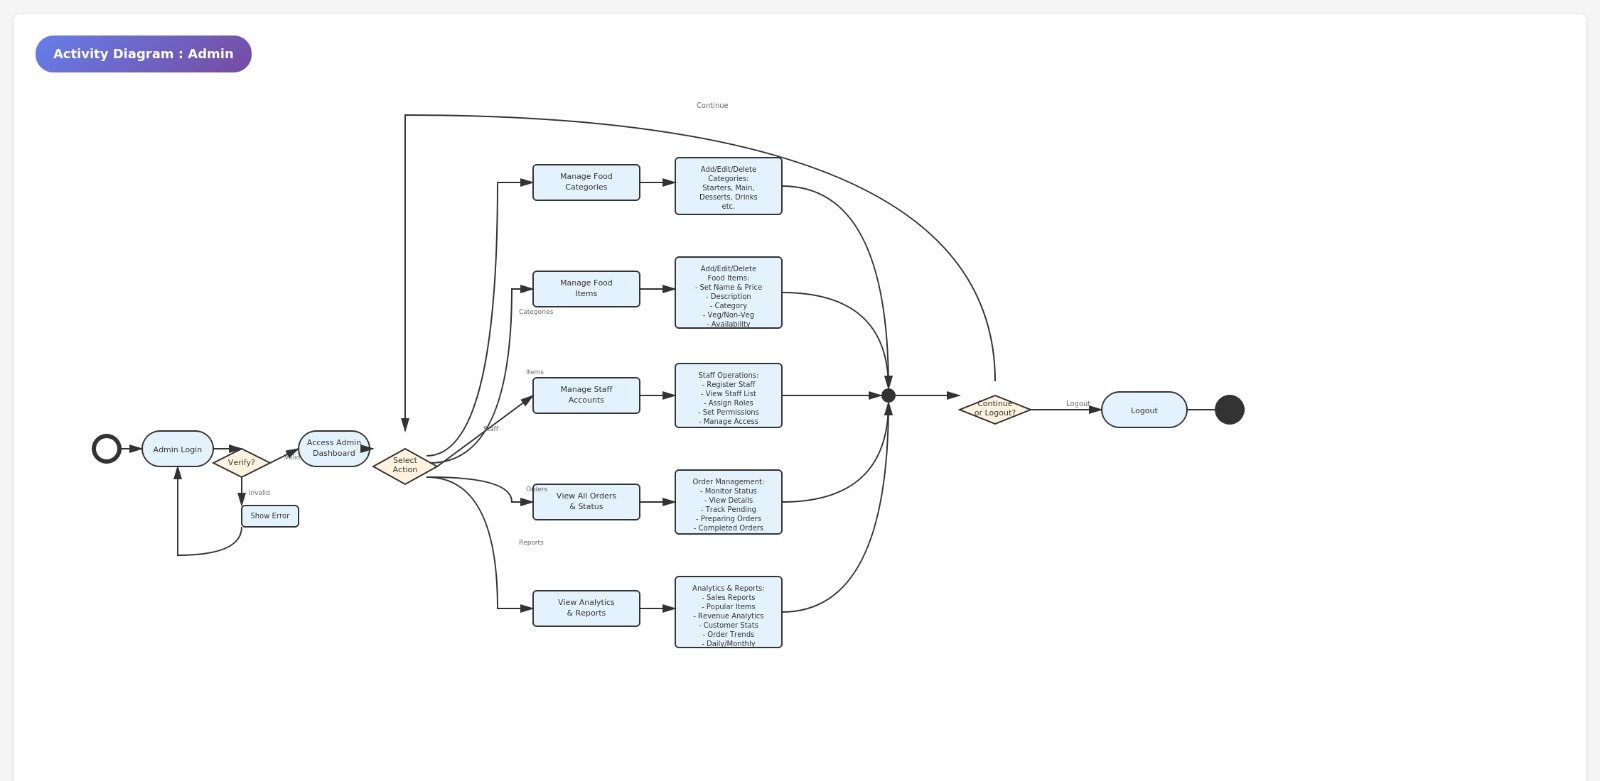 Activity Diagram : Admin
Continue
Manage Food
Categories
Add/Edit/Delete
Categories:
Starters, Main,
Desserts, Drinks
etc.
Manage Food
Items
Add/Edit/Delete
Food Items:
- Set Name & Price
- Description
- Category
- Veg/Non-Veg
- Availability
Categories
Items
Manage Staff
Accounts
Staff Operations:
- Register Staff
- View Staff List
- Assign Roles
- Set Permissions
- Manage Access
Staff
Continue
or Logout?
Logout
Logout
Admin Login
Verify?
Valid
Access Admin
Dashboard
Select
Action
Invalid
Show Error
Orders
View All Orders
& Status
Order Management:
- Monitor Status
- View Details
- Track Pending
- Preparing Orders
- Completed Orders
Reports
View Analytics
& Reports
Analytics & Reports:
- Sales Reports
- Popular Items
- Revenue Analytics
- Customer Stats
- Order Trends
- Daily/Monthly